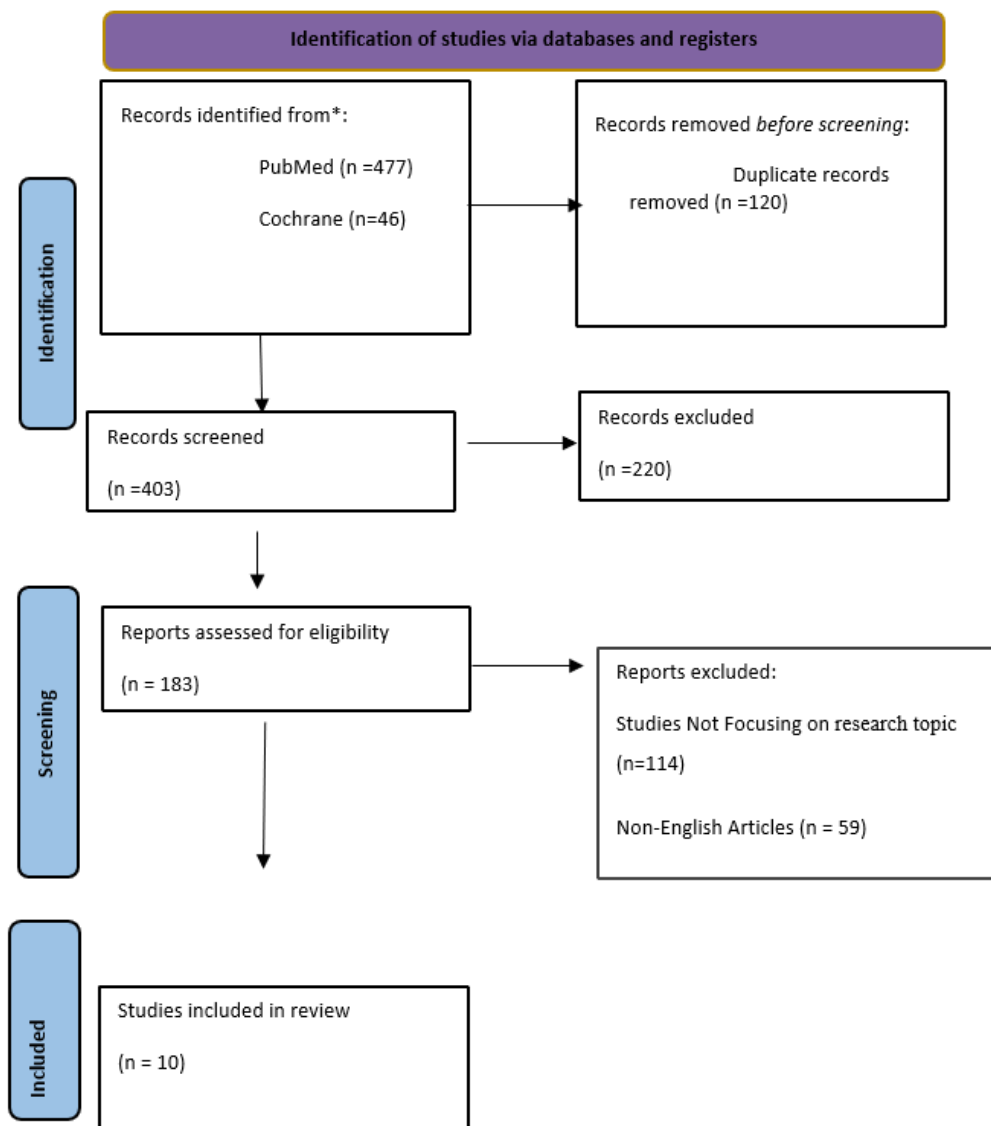 Identification of studies via databases and registers
Records identified from*:
PubMed (n =477)
Cochrane (n=46)
Records removed before screening:
Duplicate records
removed (n =120)
Identification
Records screened
(n =403)
Records excluded
(n =220)
Reports assessed for eligibility
(n = 183)
Reports excluded:
Studies Not Focusing on research topic
(n=114)
Non-English Articles (n = 59)
Screening
Studies included in review
(n = 10)
Included